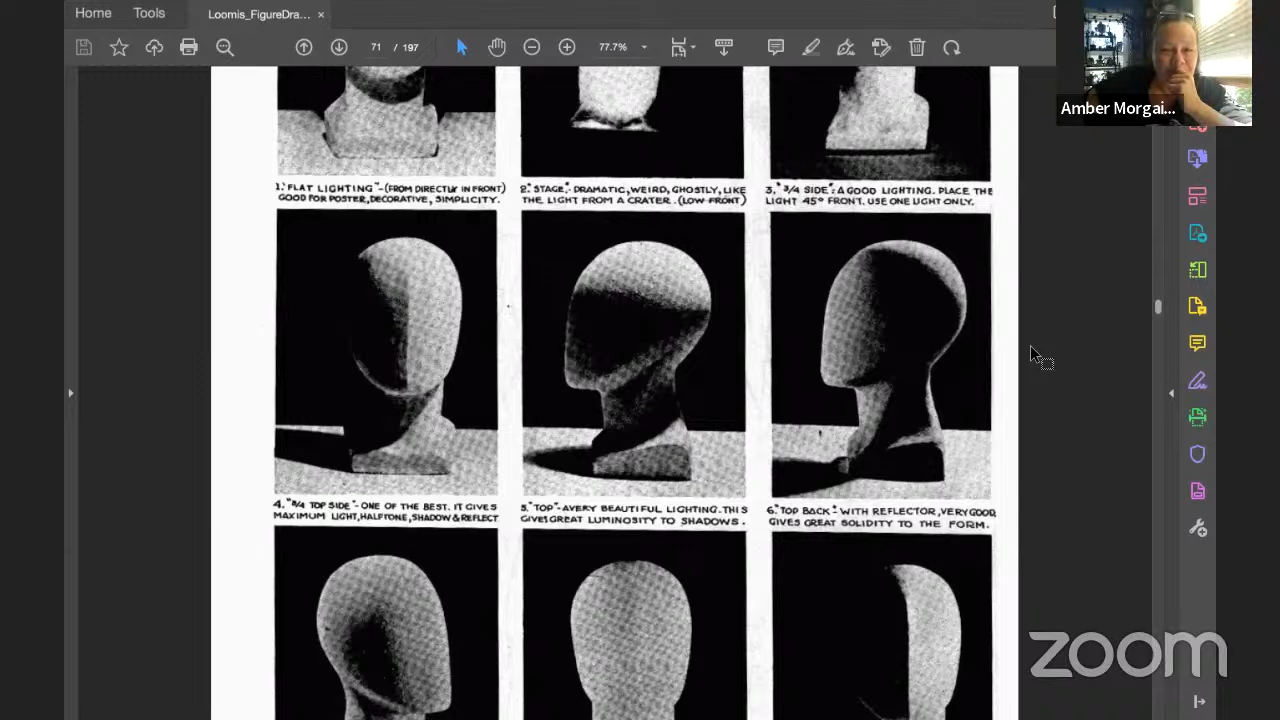 Home
Tools
Loomis_FigureDra...
×
71 / 197
77.7%
Amber Morgai...
1. "FLAT LIGHTING"-(FROM DIRECTLY IN FRONT)
GOOD FOR POSTER, DECORATIVE, SIMPLICITY.
2. "STAGE"- DRAMATIC, WEIRD, GHOSTLY, LIKE
THE LIGHT FROM A CRATER. (LOW FRONT)
3. "3/4 SIDE": A GOOD LIGHTING. PLACE THE
LIGHT 45° FRONT. USE ONE LIGHT ONLY.
4. "3/4 TOP SIDE"- ONE OF THE BEST. IT GIVES
MAXIMUM LIGHT, HALFTONE, SHADOW & REFLECT
5. "TOP"- A VERY BEAUTIFUL LIGHTING. THIS
GIVES GREAT LUMINOSITY TO SHADOWS.
6. "TOP BACK"- WITH REFLECTOR, VERY GOOD,
GIVES GREAT SOLIDITY TO THE FORM.
zoom